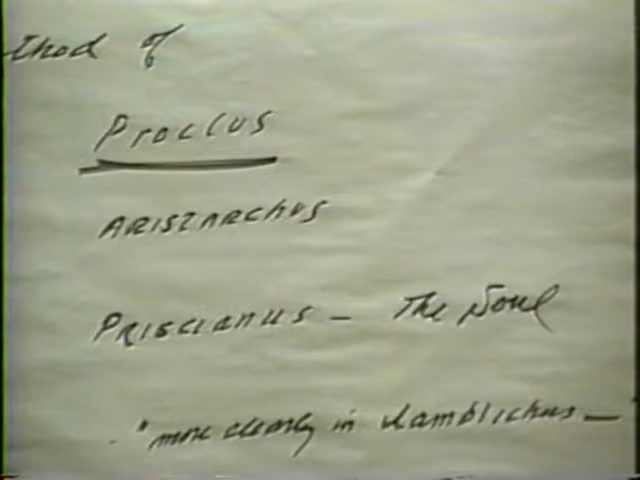 thod of
Proclus
ARISTARCHUS
PRISCIANUS - The Soul
"more clearly in Iamblichus -"